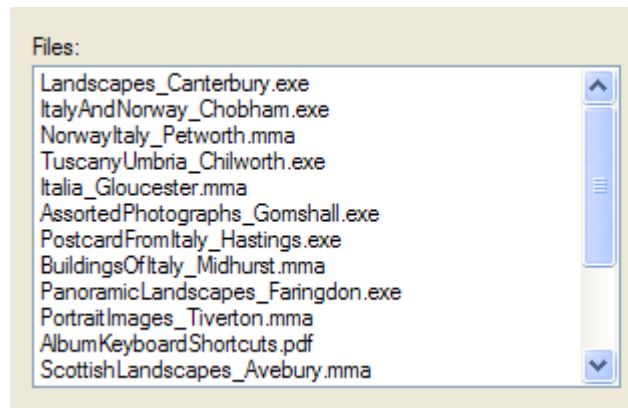 Files:
Landscapes_Canterbury.exe
ItalyAndNorway_Chobham.exe
NorwayItaly_Petworth.mma
TuscanyUmbria_Chilworth.exe
Italia_Gloucester.mma
AssortedPhotographs_Gomshall.exe
PostcardFromItaly_Hastings.exe
BuildingsOfItaly_Midhurst.mma
PanoramicLandscapes_Faringdon.exe
PortraitImages_Tiverton.mma
AlbumKeyboardShortcuts.pdf
ScottishLandscapes_Avebury.mma